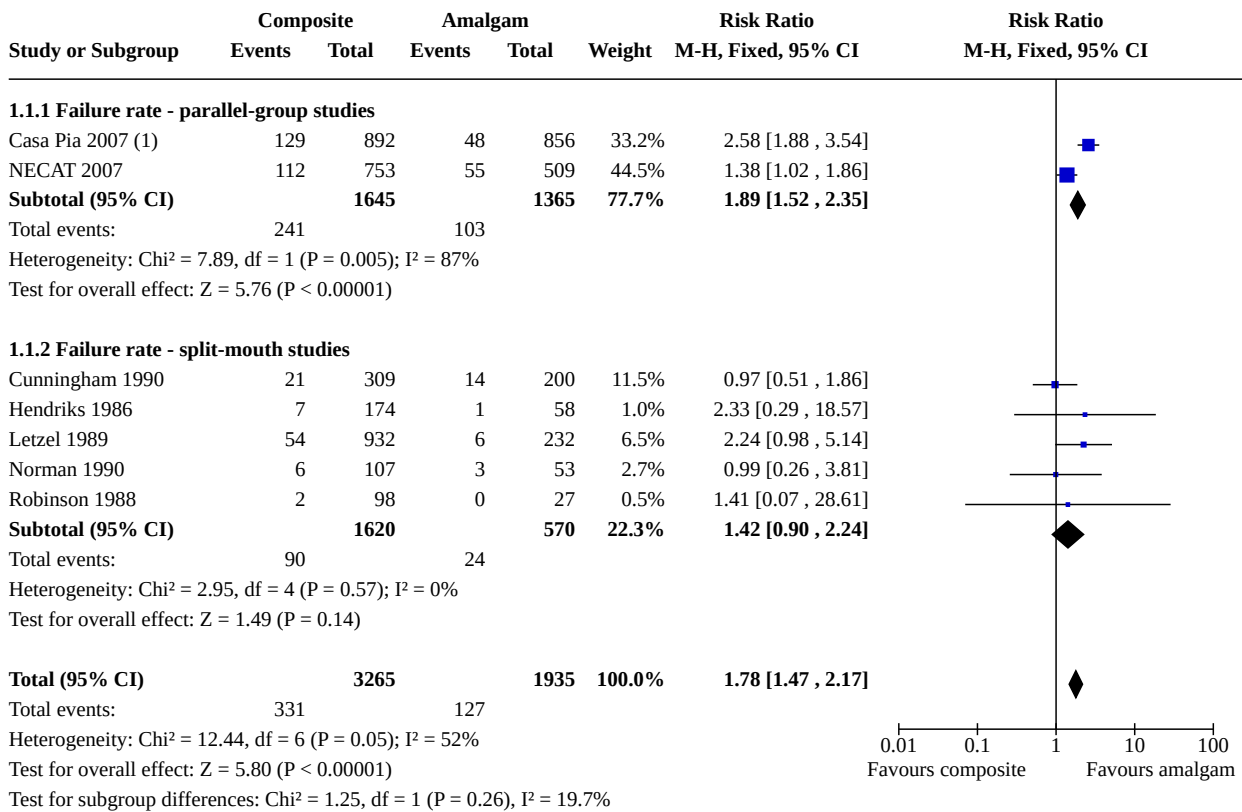 Composite Amalgam Risk Ratio Risk Ratio
Study or Subgroup Events Total Events Total Weight M-H, Fixed, 95% CI M-H, Fixed, 95% CI
1.1.1 Failure rate - parallel-group studies
Casa Pia 2007 (1) 129 892 48 856 33.2% 2.58 [1.88 , 3.54]
NECAT 2007 112 753 55 509 44.5% 1.38 [1.02 , 1.86]
Subtotal (95% CI) 1645 1365 77.7% 1.89 [1.52 , 2.35]
Total events: 241 103
Heterogeneity: Chi² = 7.89, df = 1 (P = 0.005); I² = 87%
Test for overall effect: Z = 5.76 (P < 0.00001)
1.1.2 Failure rate - split-mouth studies
Cunningham 1990 21 309 14 200 11.5% 0.97 [0.51 , 1.86]
Hendriks 1986 7 174 1 58 1.0% 2.33 [0.29 , 18.57]
Letzel 1989 54 932 6 232 6.5% 2.24 [0.98 , 5.14]
Norman 1990 6 107 3 53 2.7% 0.99 [0.26 , 3.81]
Robinson 1988 2 98 0 27 0.5% 1.41 [0.07 , 28.61]
Subtotal (95% CI) 1620 570 22.3% 1.42 [0.90 , 2.24]
Total events: 90 24
Heterogeneity: Chi² = 2.95, df = 4 (P = 0.57); I² = 0%
Test for overall effect: Z = 1.49 (P = 0.14)
Total (95% CI) 3265 1935 100.0% 1.78 [1.47 , 2.17]
Total events: 331 127
Heterogeneity: Chi² = 12.44, df = 6 (P = 0.05); I² = 52%
Test for overall effect: Z = 5.80 (P < 0.00001)
Test for subgroup differences: Chi² = 1.25, df = 1 (P = 0.26), I² = 19.7%
0.01 0.1 1 10 100
Favours composite Favours amalgam